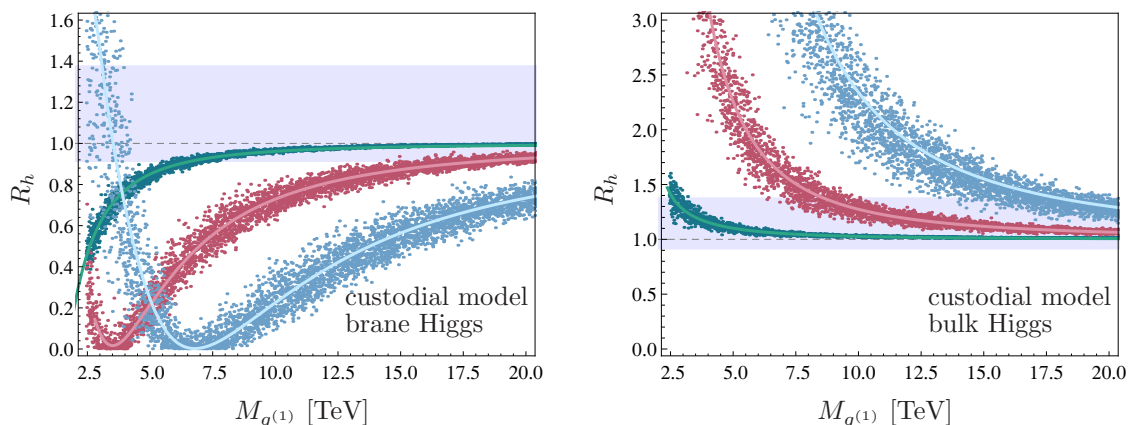 1.6
1.4
1.2
1.0
0.8
0.6
0.4
0.2
0.0
R_h
2.5 5.0 7.5 10.0 12.5 15.0 17.5 20.0
M_{g^{(1)}} [TeV]
custodial model
brane Higgs
3.0
2.5
2.0
1.5
1.0
0.5
0.0
R_h
2.5 5.0 7.5 10.0 12.5 15.0 17.5 20.0
M_{g^{(1)}} [TeV]
custodial model
bulk Higgs